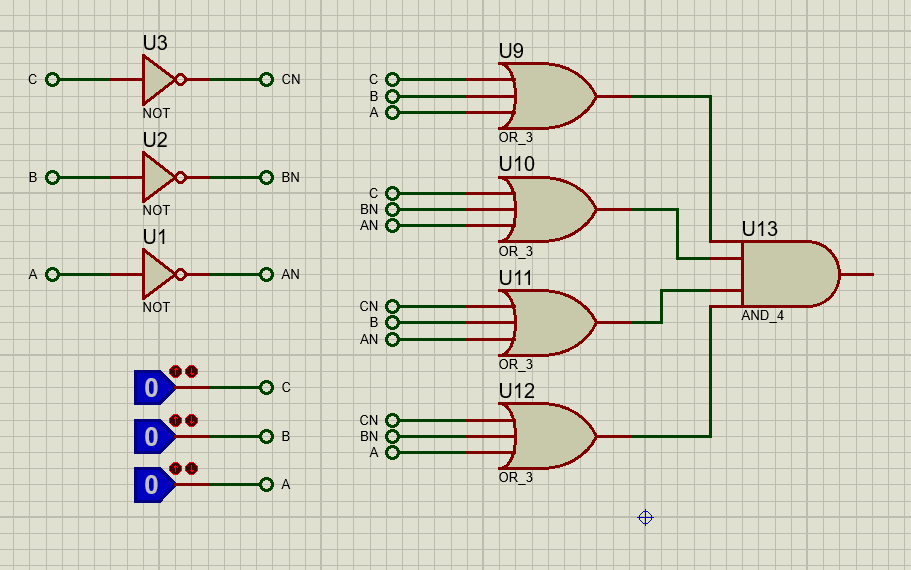 U3
C
CN
NOT
U2
B
BN
NOT
U1
A
AN
NOT
0
C
0
B
0
A
U9
C
B
A
OR_3
U10
C
BN
AN
OR_3
U11
CN
B
AN
OR_3
U12
CN
BN
A
OR_3
U13
AND_4